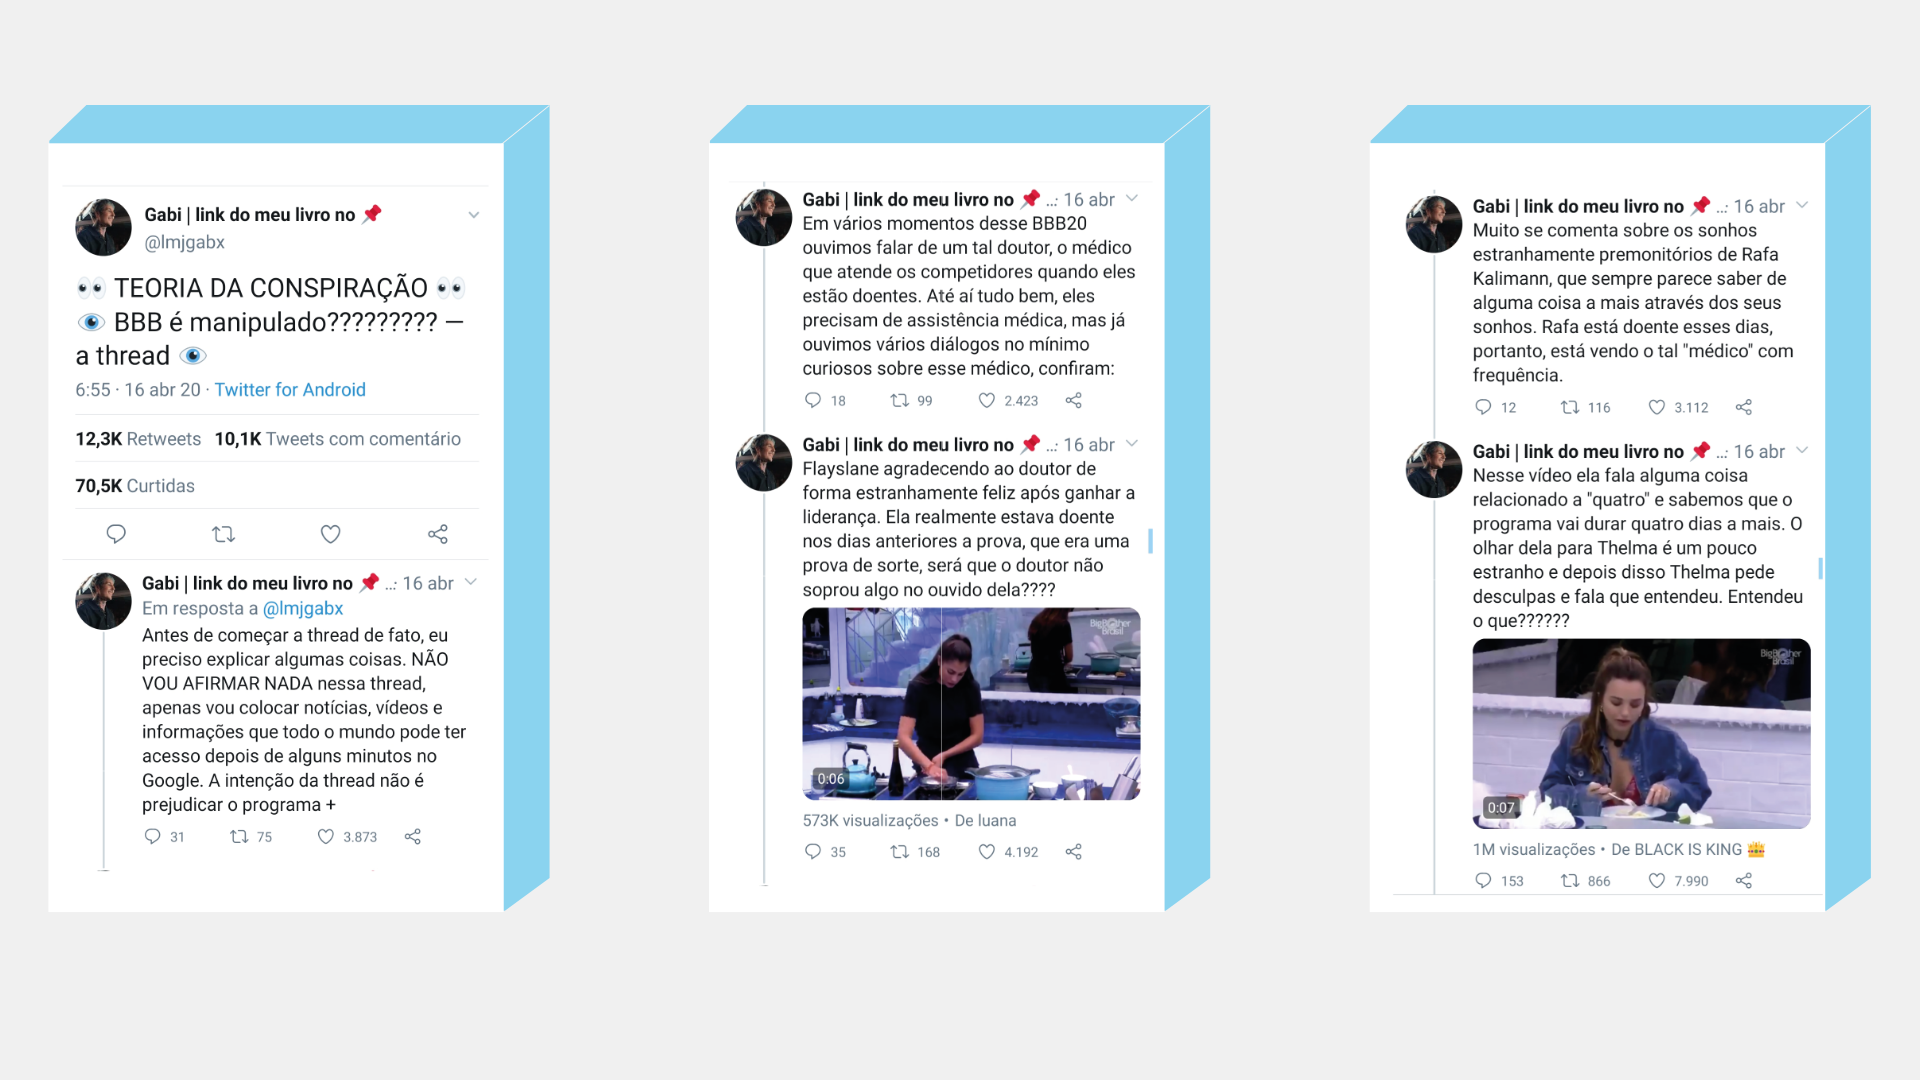 Gabi | link do meu livro no 📌
@lmjgabx
👀 TEORIA DA CONSPIRAÇÃO 👀
👁 BBB é manipulado????????? —
a thread 👁
6:55 · 16 abr 20 · Twitter for Android
12,3K Retweets 10,1K Tweets com comentário
70,5K Curtidas
Gabi | link do meu livro no 📌 ..: 16 abr
Em resposta a @lmjgabx
Antes de começar a thread de fato, eu
preciso explicar algumas coisas. NÃO
VOU AFIRMAR NADA nessa thread,
apenas vou colocar notícias, vídeos e
informações que todo o mundo pode ter
acesso depois de alguns minutos no
Google. A intenção da thread não é
prejudicar o programa +
31 75 3.873
Gabi | link do meu livro no 📌 ..: 16 abr
Em vários momentos desse BBB20
ouvimos falar de um tal doutor, o médico
que atende os competidores quando eles
estão doentes. Até aí tudo bem, eles
precisam de assistência médica, mas já
ouvimos vários diálogos no mínimo
curiosos sobre esse médico, confiram:
18 99 2.423
Gabi | link do meu livro no 📌 ..: 16 abr
Flayslane agradecendo ao doutor de
forma estranhamente feliz após ganhar a
liderança. Ela realmente estava doente
nos dias anteriores a prova, que era uma
prova de sorte, será que o doutor não
soprou algo no ouvido dela????
BigBrother
Brasil
0:06
573K visualizações • De luana
35 168 4.192
Gabi | link do meu livro no 📌 ..: 16 abr
Muito se comenta sobre os sonhos
estranhamente premonitórios de Rafa
Kalimann, que sempre parece saber de
alguma coisa a mais através dos seus
sonhos. Rafa está doente esses dias,
portanto, está vendo o tal "médico" com
frequência.
12 116 3.112
Gabi | link do meu livro no 📌 ..: 16 abr
Nesse vídeo ela fala alguma coisa
relacionado a "quatro" e sabemos que o
programa vai durar quatro dias a mais. O
olhar dela para Thelma é um pouco
estranho e depois disso Thelma pede
desculpas e fala que entendeu. Entendeu
o que??????
BigBrother
Brasil
0:07
1M visualizações • De BLACK IS KING 👑
153 866 7.990